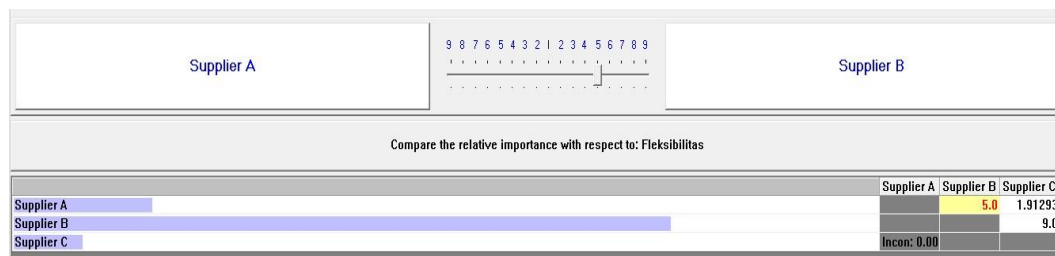 Supplier A
9 8 7 6 5 4 3 2 1 2 3 4 5 6 7 8 9
Supplier B
Compare the relative importance with respect to: Fleksibilitas
Supplier A Supplier B Supplier C
Supplier A 5.0 1.91293
Supplier B 9.0
Supplier C Incon: 0.00